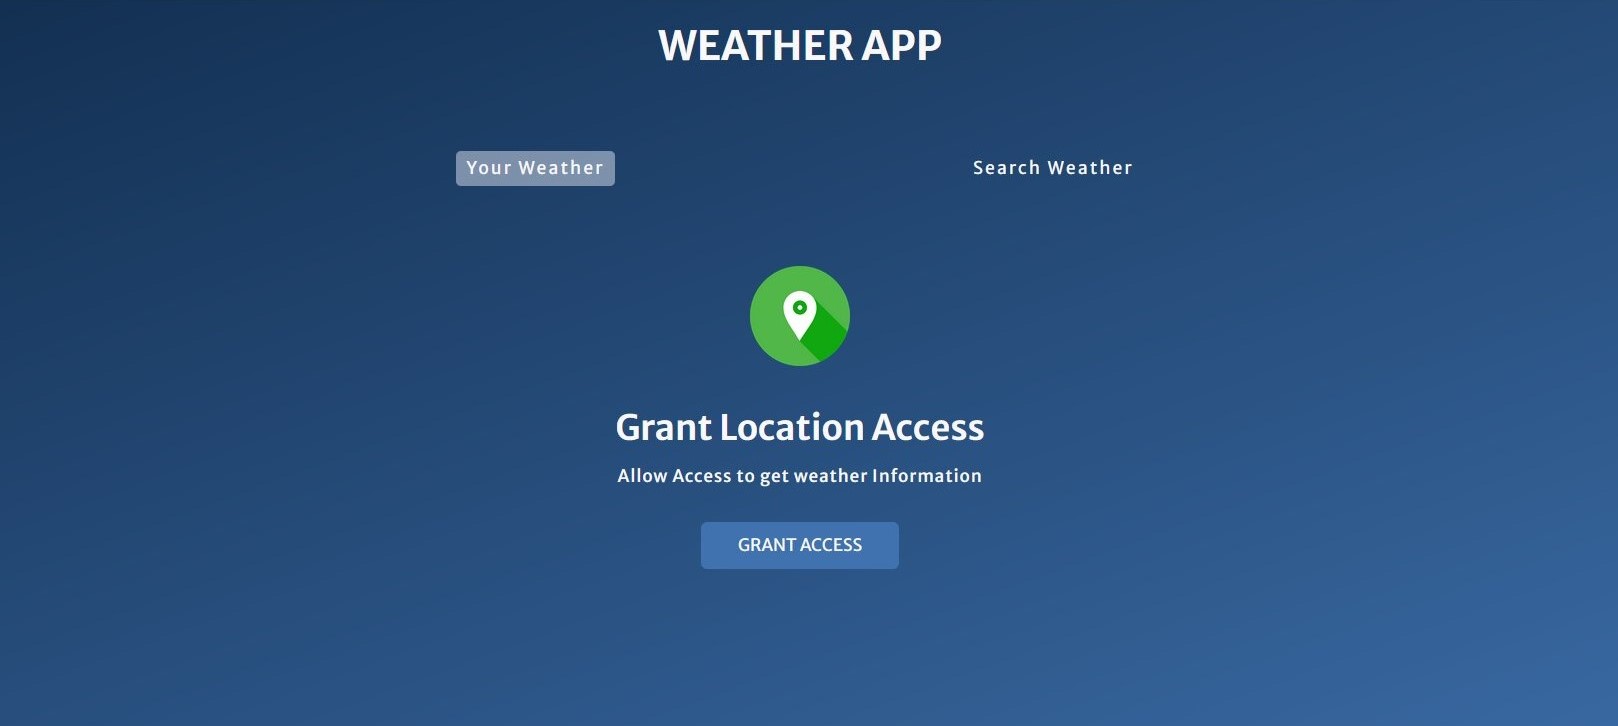 WEATHER APP
Your Weather
Search Weather
Grant Location Access
Allow Access to get weather Information
GRANT ACCESS